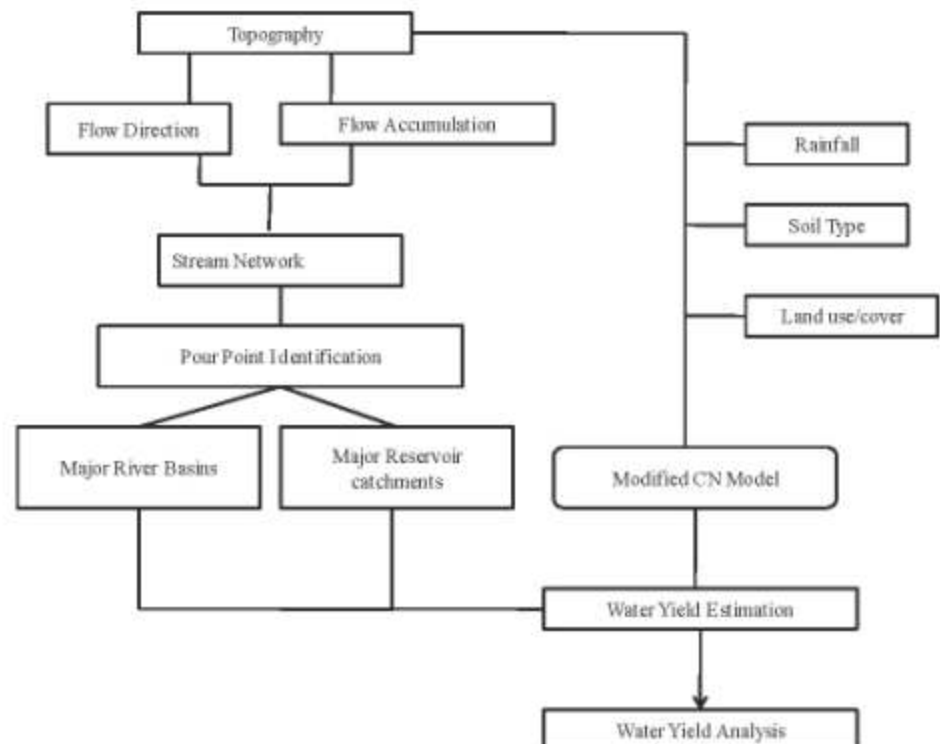 Topography
Flow Direction
Flow Accumulation
Rainfall
Soil Type
Stream Network
Land use/cover
Pour Point Identification
Major River Basins
Major Reservoir
catchments
Modified CN Model
Water Yield Estimation
Water Yield Analysis